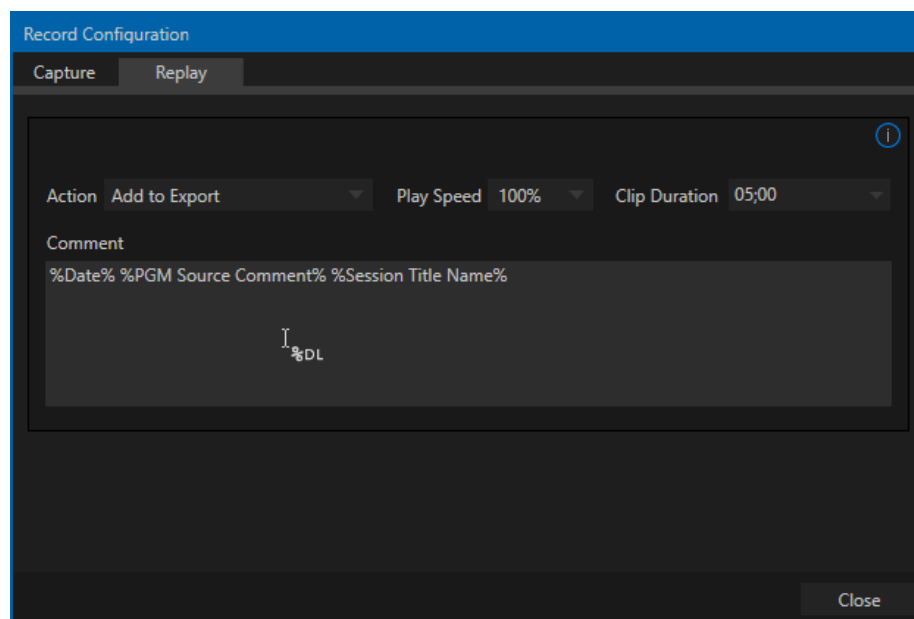 Record Configuration
Capture Replay
i
Action Add to Export Play Speed 100% Clip Duration 05;00
Comment
%Date% %PGM Source Comment% %Session Title Name%
%DL
Close